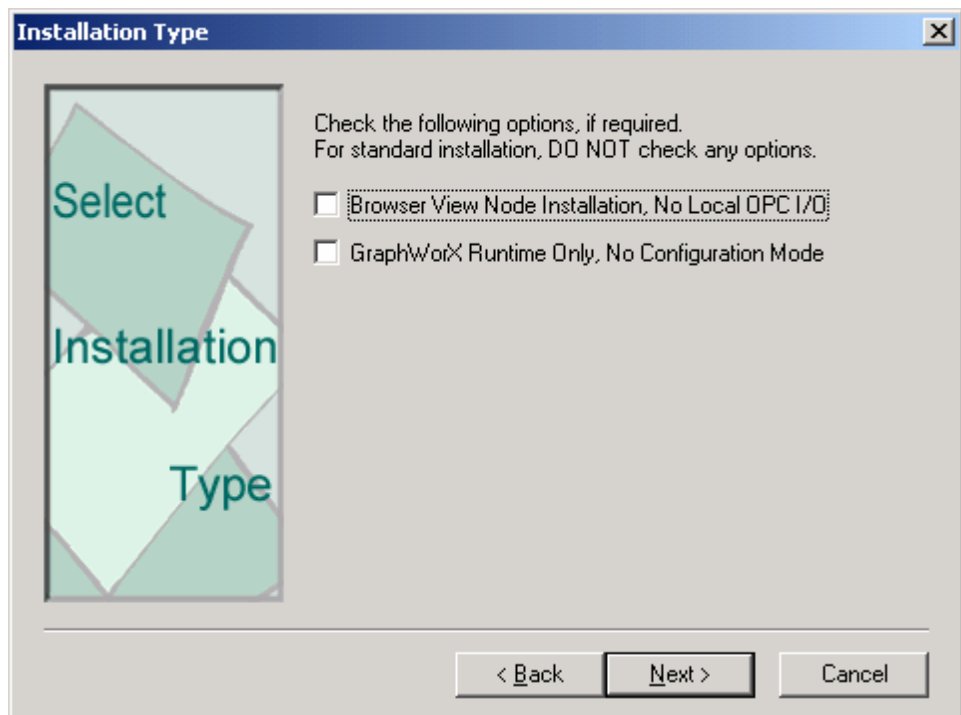 Installation Type
Select
Installation
Type
Check the following options, if required.
For standard installation, DO NOT check any options.
Browser View Node Installation, No Local OPC I/O
GraphWorX Runtime Only, No Configuration Mode
< Back
Next >
Cancel